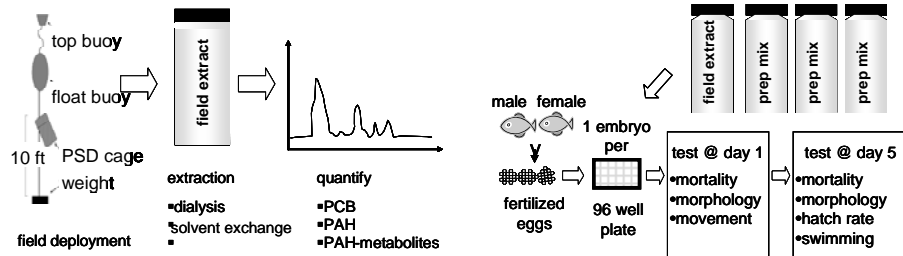 top buoy
float buoy
10 ft
PSD cage
weight
field deployment
field extract
extraction
▪dialysis
▪solvent exchange
▪
quantify
▪PCB
▪PAH
▪PAH-metabolites
field extract
prep mix
prep mix
prep mix
male female
fertilized
eggs
1 embryo
per
96 well
plate
test @ day 1
•mortality
•morphology
•movement
test @ day 5
•mortality
•morphology
•hatch rate
•swimming